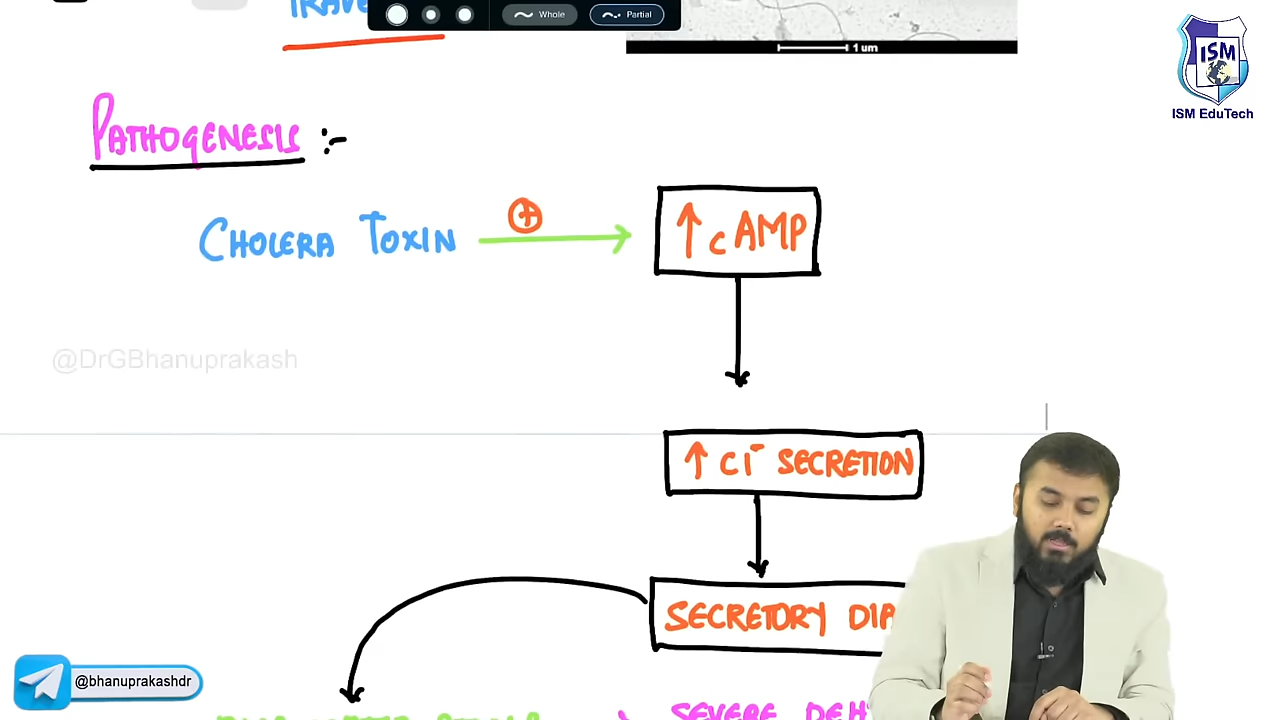 Whole Partial
1 um
ISM
ISM EduTech
PATHOGENESIS :-
CHOLERA TOXIN + ↑ cAMP
@DrGBhanuprakash
↑ Cl⁻ SECRETION
SECRETORY DIA
@bhanuprakashdr
SEVERE DEH